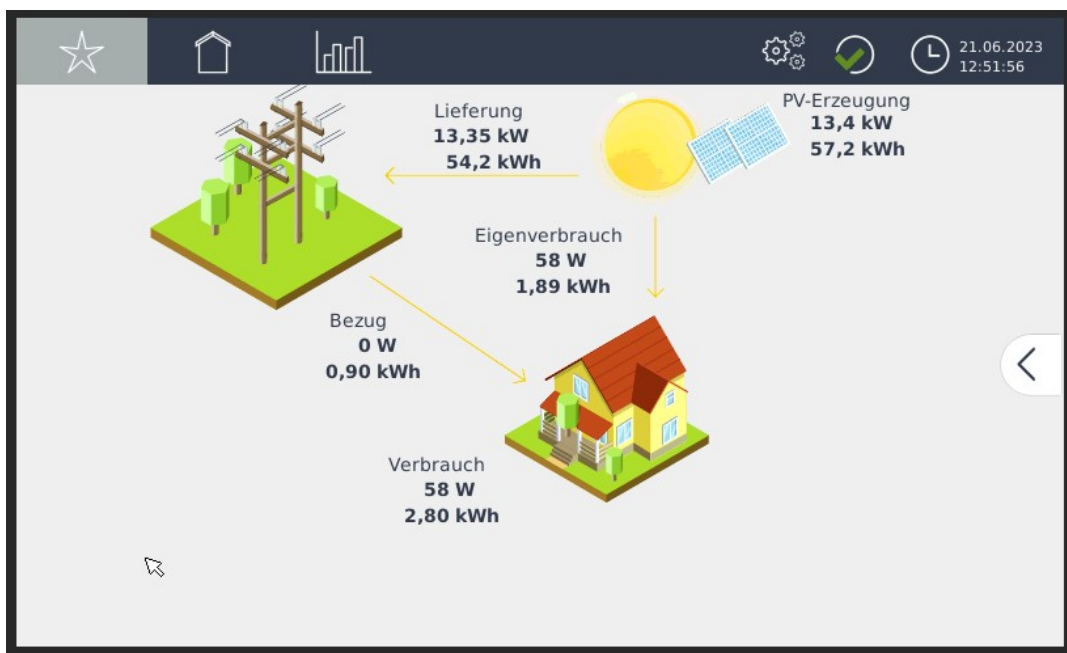 21.06.2023
12:51:56
Lieferung
13,35 kW
54,2 kWh
PV-Erzeugung
13,4 kW
57,2 kWh
Eigenverbrauch
58 W
1,89 kWh
Bezug
0 W
0,90 kWh
Verbrauch
58 W
2,80 kWh